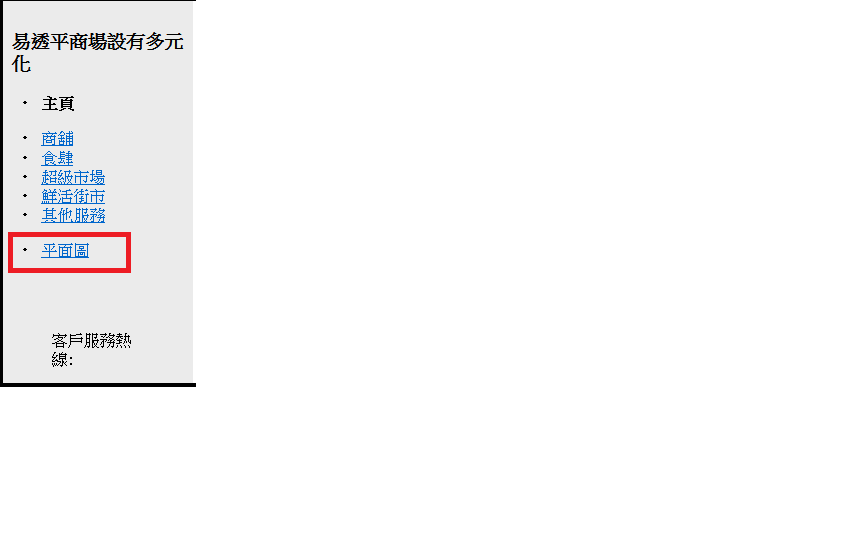 易透平商場設有多元
化
主頁
商舖
食肆
超級市場
鮮活街市
其他服務
平面圖
客戶服務熱
線: